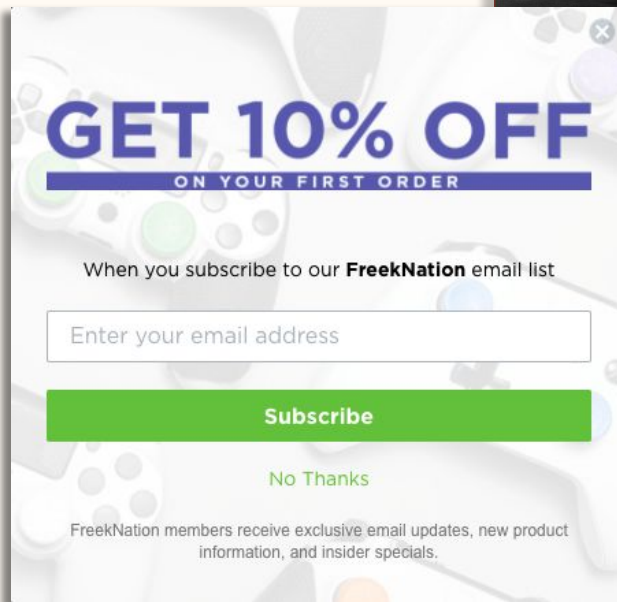 GET 10% OFF
ON YOUR FIRST ORDER
When you subscribe to our FreekNation email list
Enter your email address
Subscribe
No Thanks
FreekNation members receive exclusive email updates, new product
information, and insider specials.